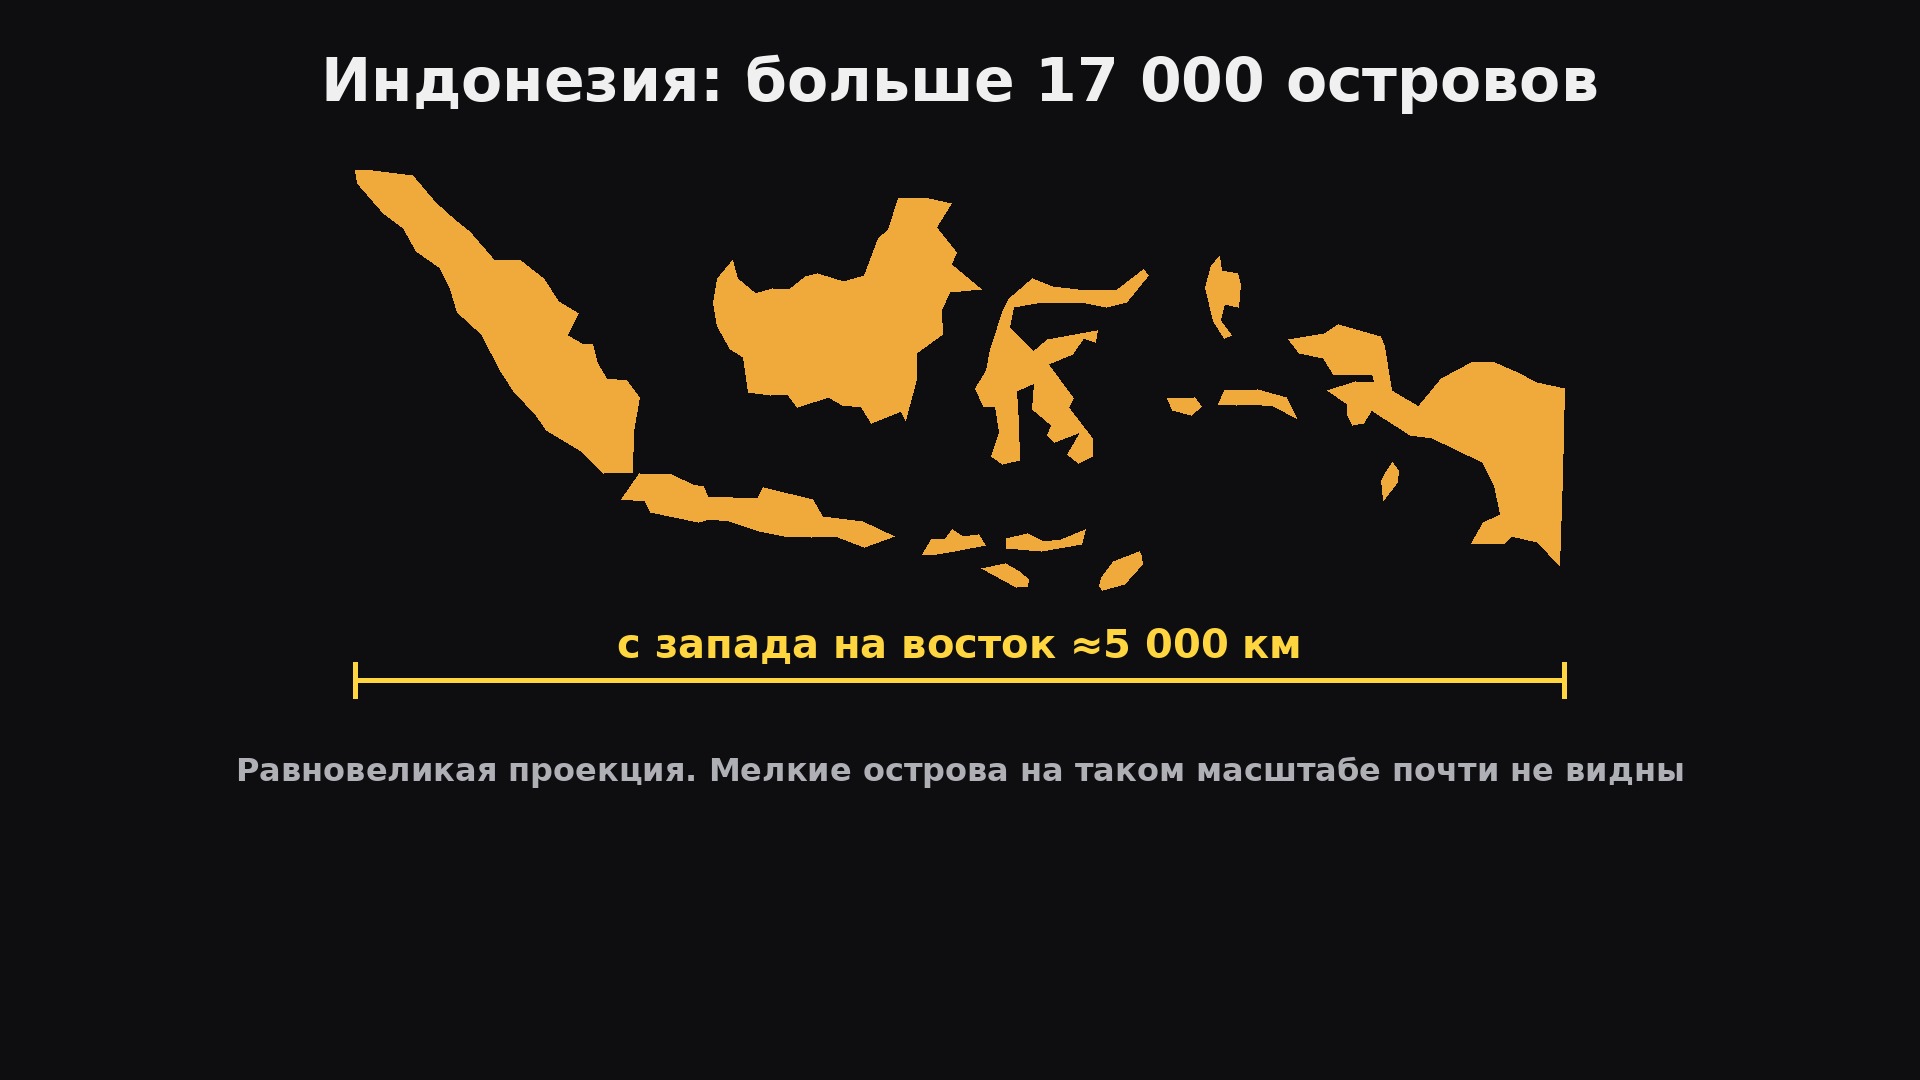 Индонезия: больше 17 000 островов
с запада на восток ≈5 000 км
Равновеликая проекция. Мелкие острова на таком масштабе почти не видны